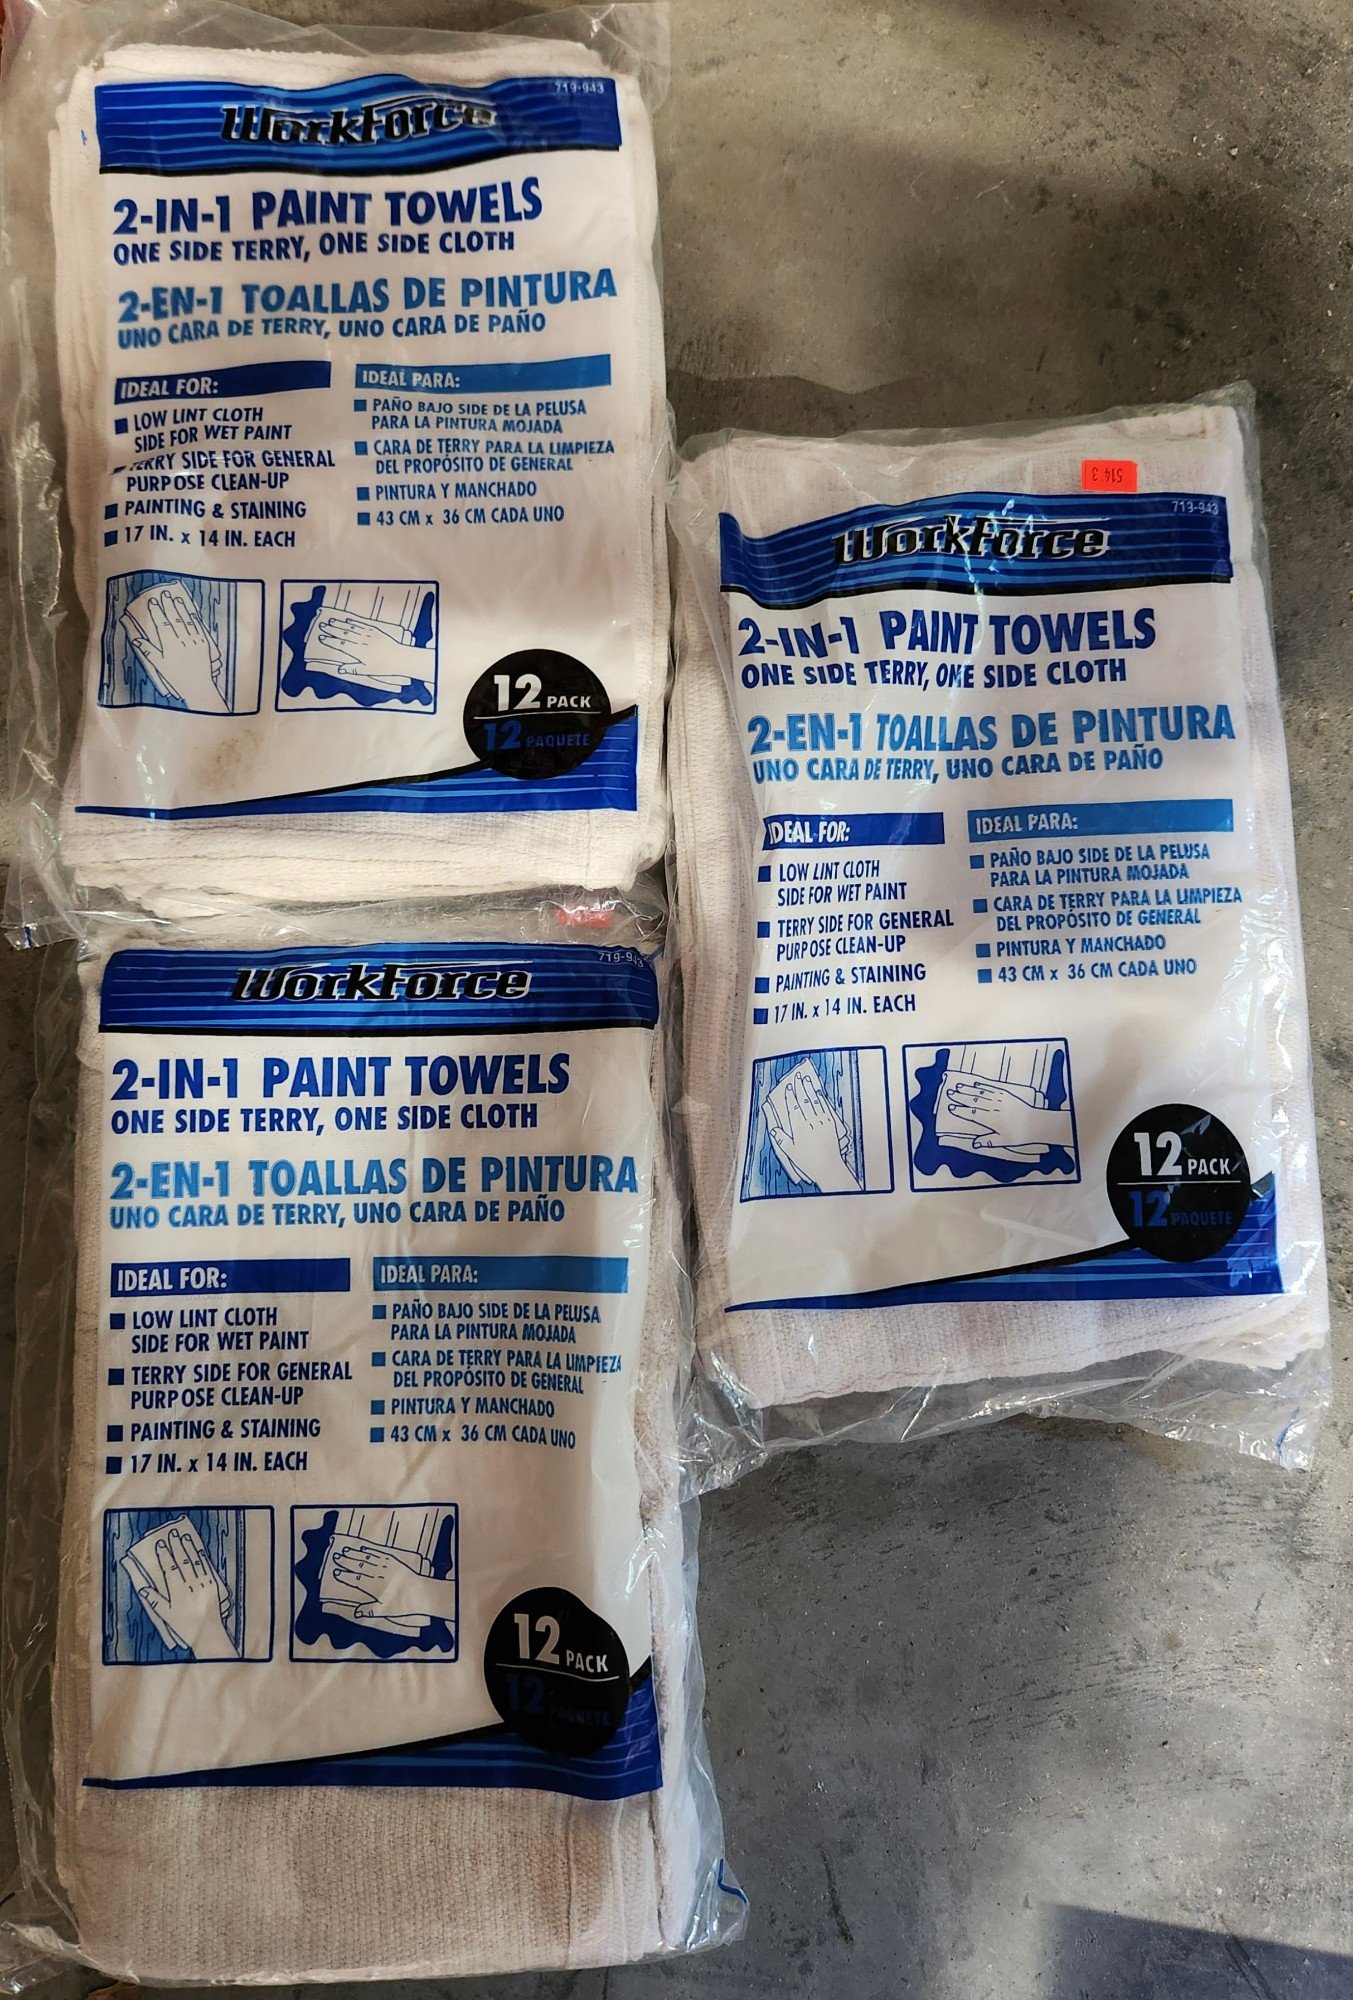 WorkForce
719-943
2-IN-1 PAINT TOWELS
ONE SIDE TERRY, ONE SIDE CLOTH
2-EN-1 TOALLAS DE PINTURA
UNO CARA DE TERRY, UNO CARA DE PAÑO
IDEAL FOR:
LOW LINT CLOTH
SIDE FOR WET PAINT
TERRY SIDE FOR GENERAL
PURPOSE CLEAN-UP
PAINTING & STAINING
17 IN. x 14 IN. EACH
IDEAL PARA:
PAÑO BAJO SIDE DE LA PELUSA
PARA LA PINTURA MOJADA
CARA DE TERRY PARA LA LIMPIEZA
DEL PROPÓSITO DE GENERAL
PINTURA Y MANCHADO
43 CM x 36 CM CADA UNO
12 PACK
12 PAQUETE
514 3
WorkForce
719-943
2-IN-1 PAINT TOWELS
ONE SIDE TERRY, ONE SIDE CLOTH
2-EN-1 TOALLAS DE PINTURA
UNO CARA DE TERRY, UNO CARA DE PAÑO
IDEAL FOR:
LOW LINT CLOTH
SIDE FOR WET PAINT
TERRY SIDE FOR GENERAL
PURPOSE CLEAN-UP
PAINTING & STAINING
17 IN. x 14 IN. EACH
IDEAL PARA:
PAÑO BAJO SIDE DE LA PELUSA
PARA LA PINTURA MOJADA
CARA DE TERRY PARA LA LIMPIEZA
DEL PROPÓSITO DE GENERAL
PINTURA Y MANCHADO
43 CM x 36 CM CADA UNO
12 PACK
12 PAQUETE
WorkForce
719-943
2-IN-1 PAINT TOWELS
ONE SIDE TERRY, ONE SIDE CLOTH
2-EN-1 TOALLAS DE PINTURA
UNO CARA DE TERRY, UNO CARA DE PAÑO
IDEAL FOR:
LOW LINT CLOTH
SIDE FOR WET PAINT
TERRY SIDE FOR GENERAL
PURPOSE CLEAN-UP
PAINTING & STAINING
17 IN. x 14 IN. EACH
IDEAL PARA:
PAÑO BAJO SIDE DE LA PELUSA
PARA LA PINTURA MOJADA
CARA DE TERRY PARA LA LIMPIEZA
DEL PROPÓSITO DE GENERAL
PINTURA Y MANCHADO
43 CM x 36 CM CADA UNO
12 PACK
12 PAQUETE